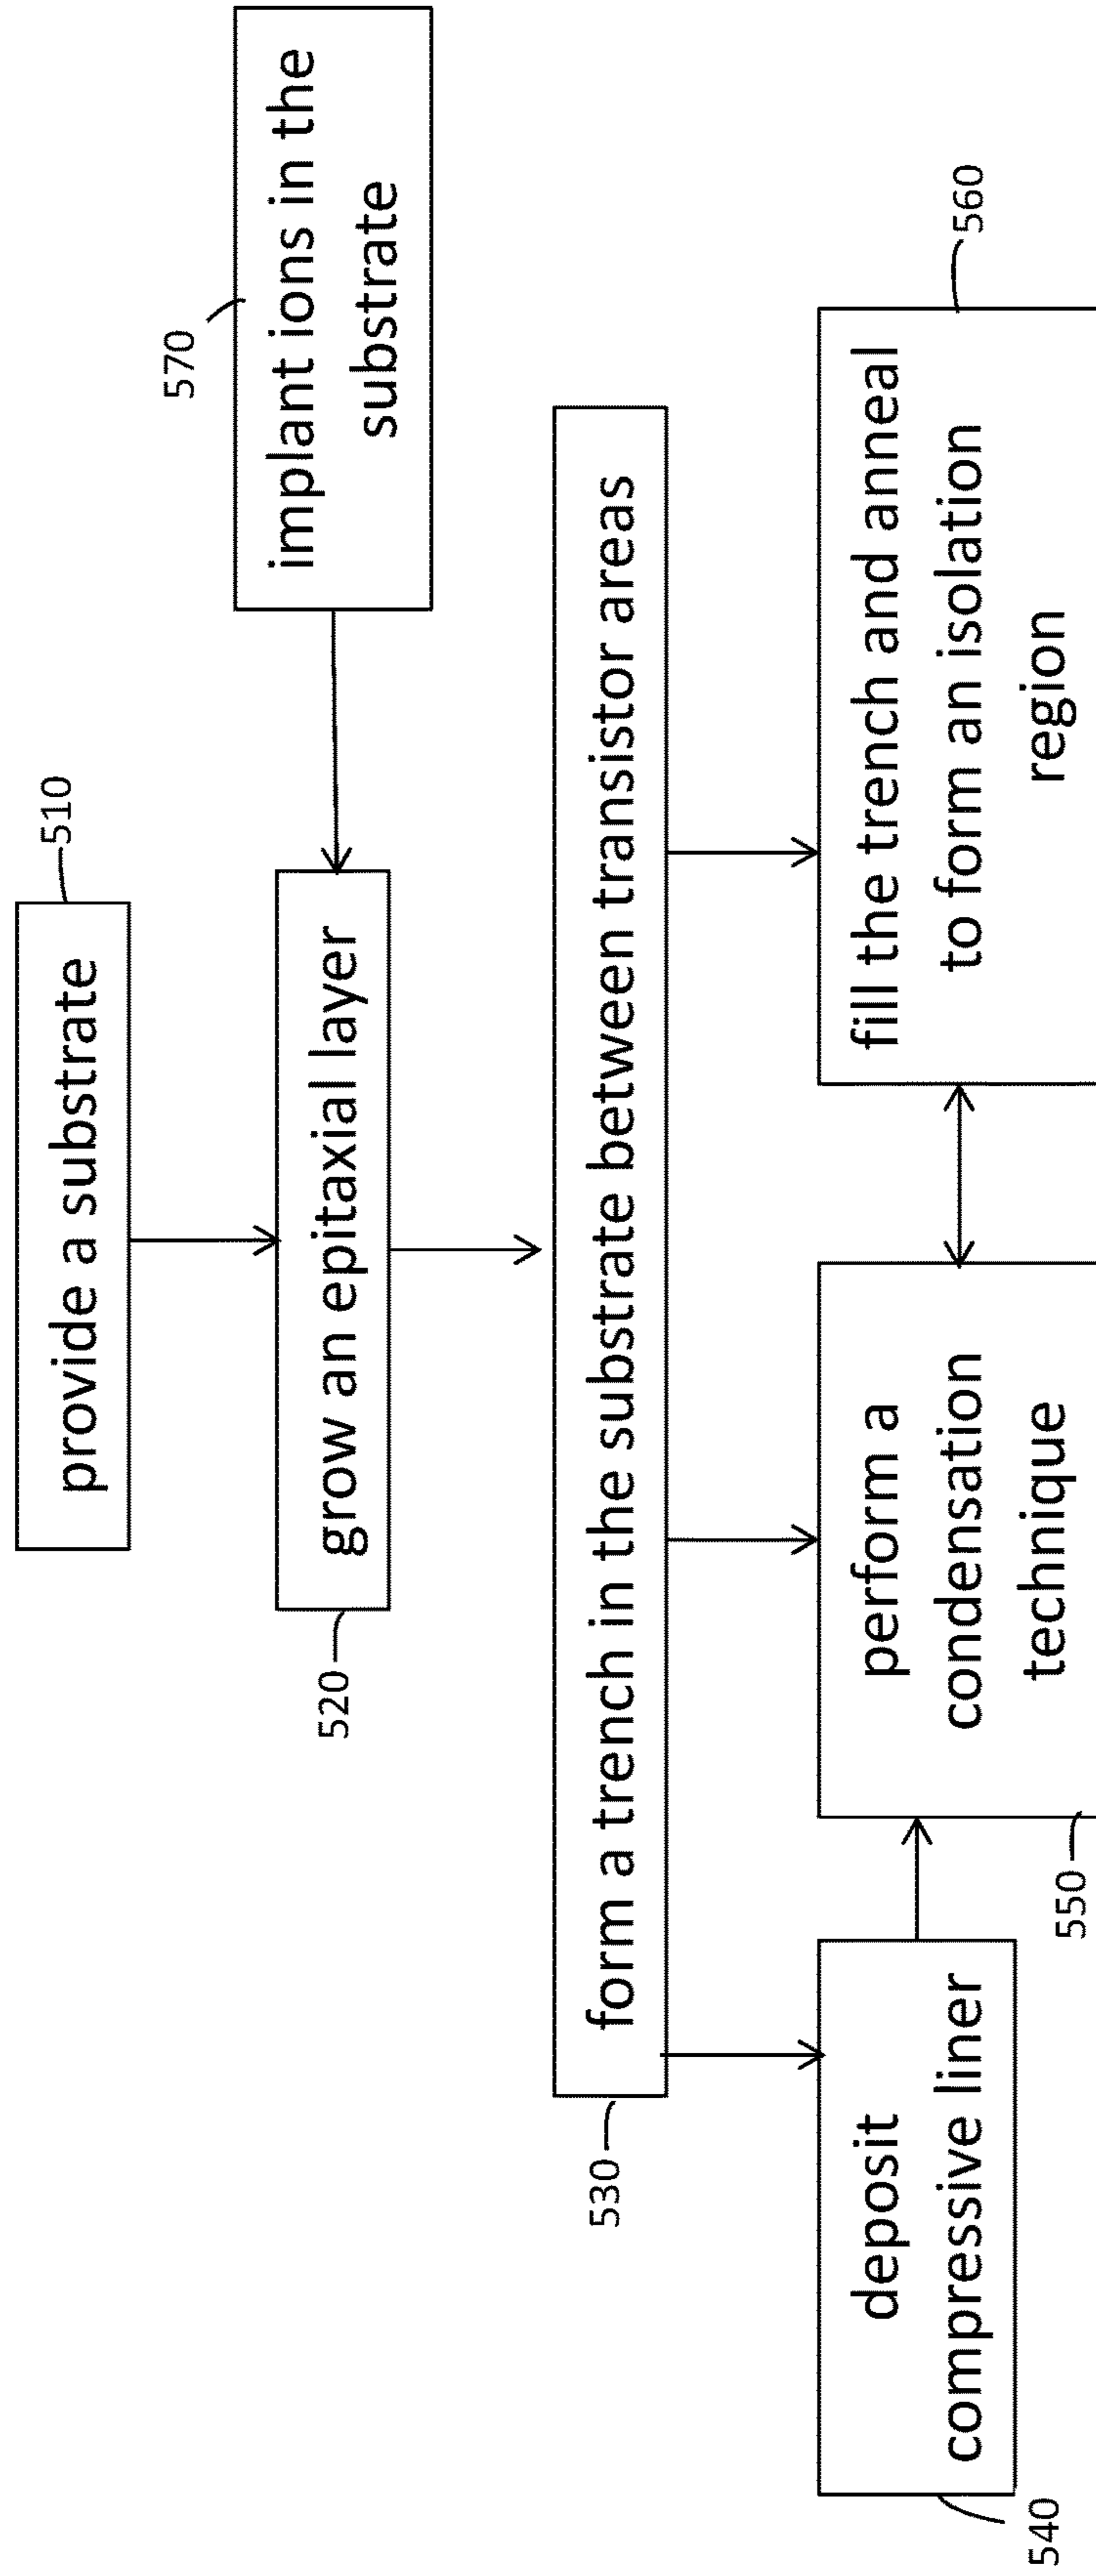 provide a substrate
510
implant ions in the
substrate
570
grow an epitaxial layer
520
form a trench in the substrate between transistor areas
530
deposit
compressive liner
540
perform a
condensation
technique
550
fill the trench and anneal
to form an isolation
region
560